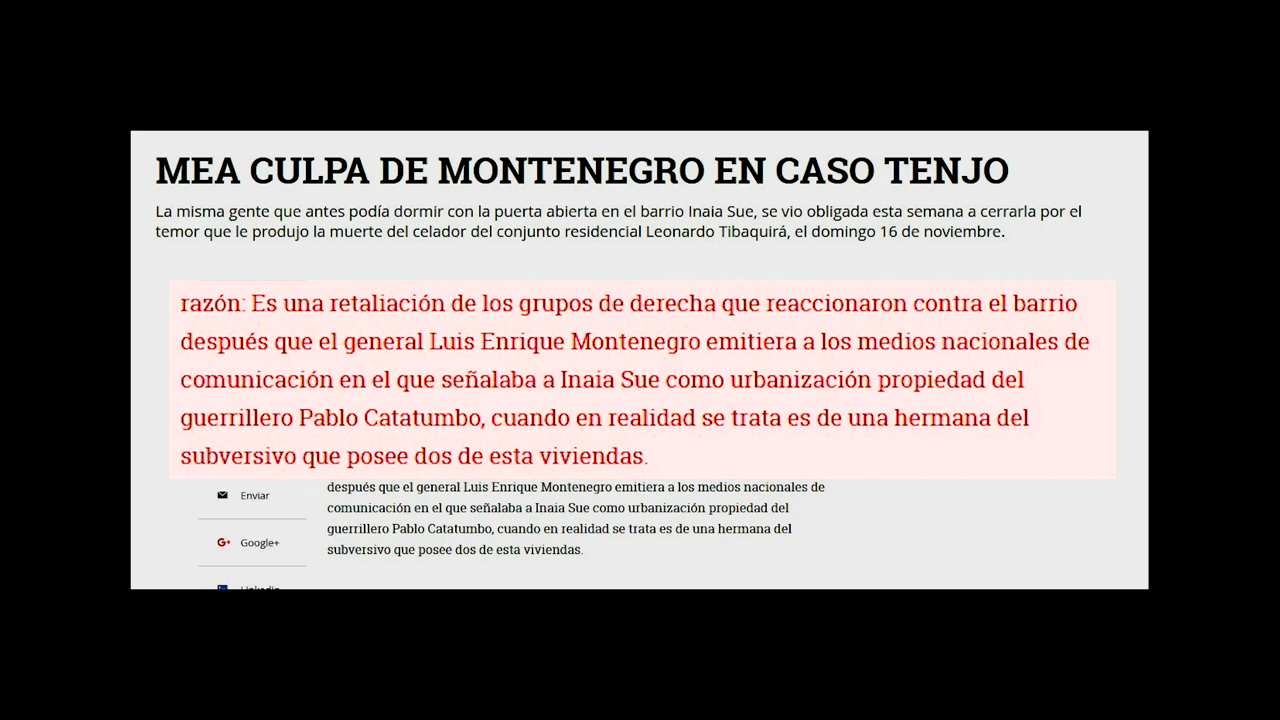 MEA CULPA DE MONTENEGRO EN CASO TENJO
La misma gente que antes podía dormir con la puerta abierta en el barrio Inaia Sue, se vio obligada esta semana a cerrarla por el
temor que le produjo la muerte del celador del conjunto residencial Leonardo Tibaquirá, el domingo 16 de noviembre.
razón: Es una retaliación de los grupos de derecha que reaccionaron contra el barrio
después que el general Luis Enrique Montenegro emitiera a los medios nacionales de
comunicación en el que señalaba a Inaia Sue como urbanización propiedad del
guerrillero Pablo Catatumbo, cuando en realidad se trata es de una hermana del
subversivo que posee dos de esta viviendas.
después que el general Luis Enrique Montenegro emitiera a los medios nacionales de
Enviar
comunicación en el que señalaba a Inaia Sue como urbanización propiedad del
guerrillero Pablo Catatumbo, cuando en realidad se trata es de una hermana del
Google+
subversivo que posee dos de esta viviendas.